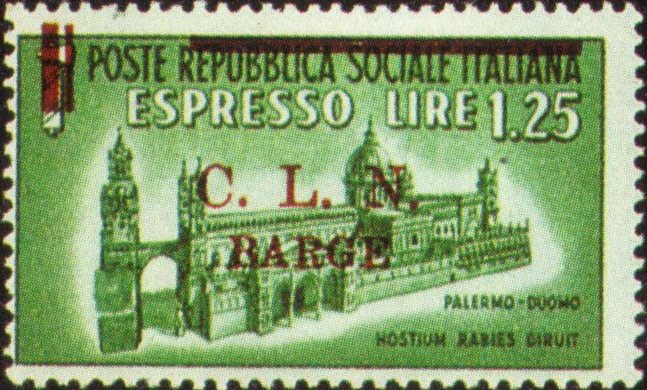 POSTE REPUBBLICA SOCIALE ITALIANA
ESPRESSO LIRE 1.25
C. L. N.
BARGE
PALERMO-DUOMO
HOSTIUM RABIES DIRUIT